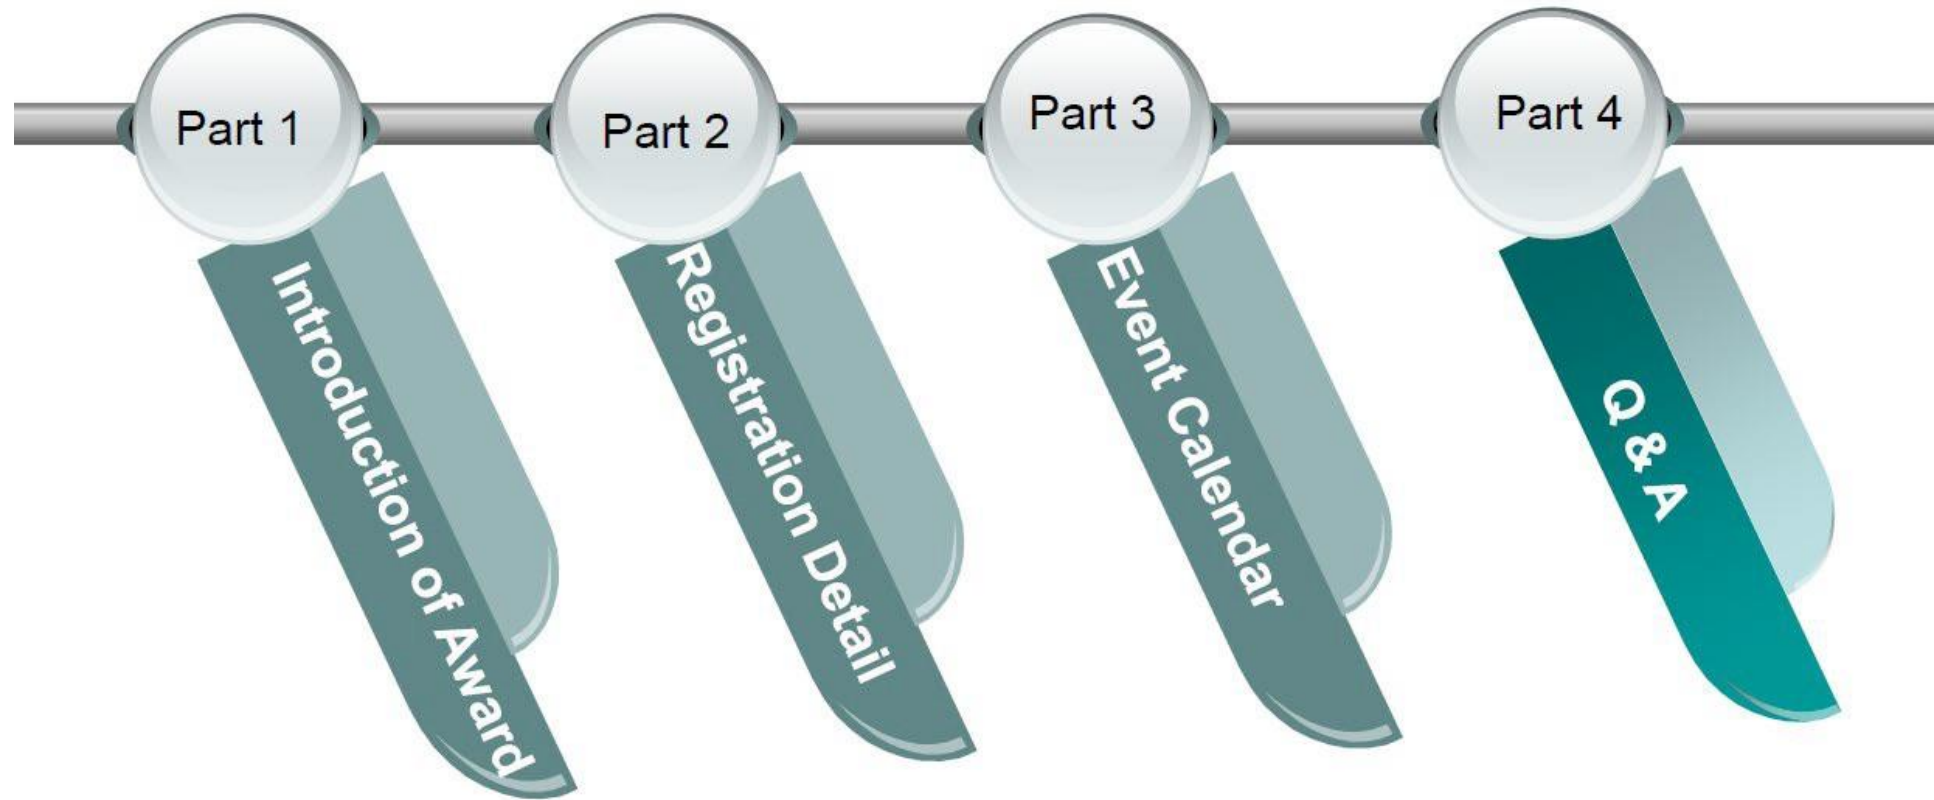 Part 1
Introduction of Award
Part 2
Registration Detail
Part 3
Event Calendar
Part 4
Q & A